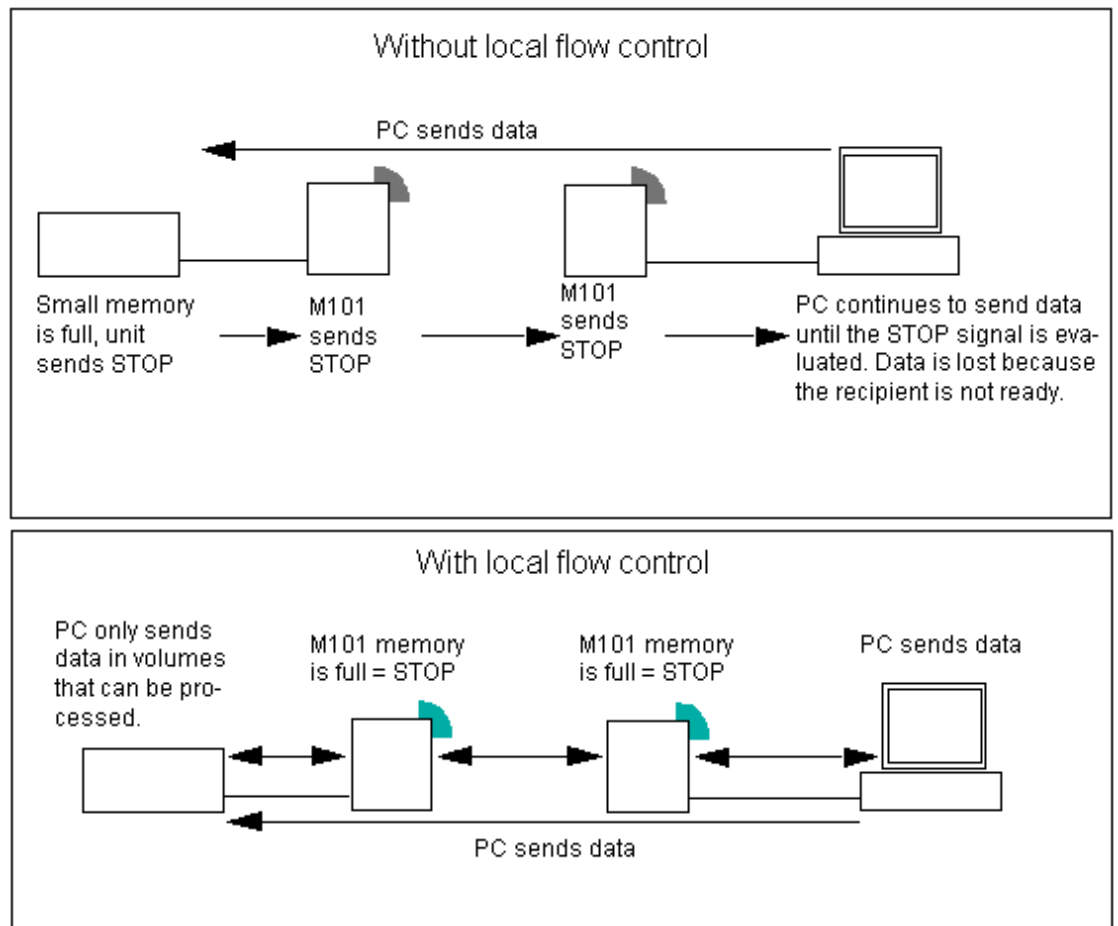 Without local flow control
PC sends data
Small memory
is full, unit
sends STOP
M101
sends
STOP
M101
sends
STOP
PC continues to send data
until the STOP signal is eva-
luated. Data is lost because
the recipient is not ready.
With local flow control
PC only sends
data in volumes
that can be pro-
cessed.
M101 memory
is full = STOP
M101 memory
is full = STOP
PC sends data
PC sends data